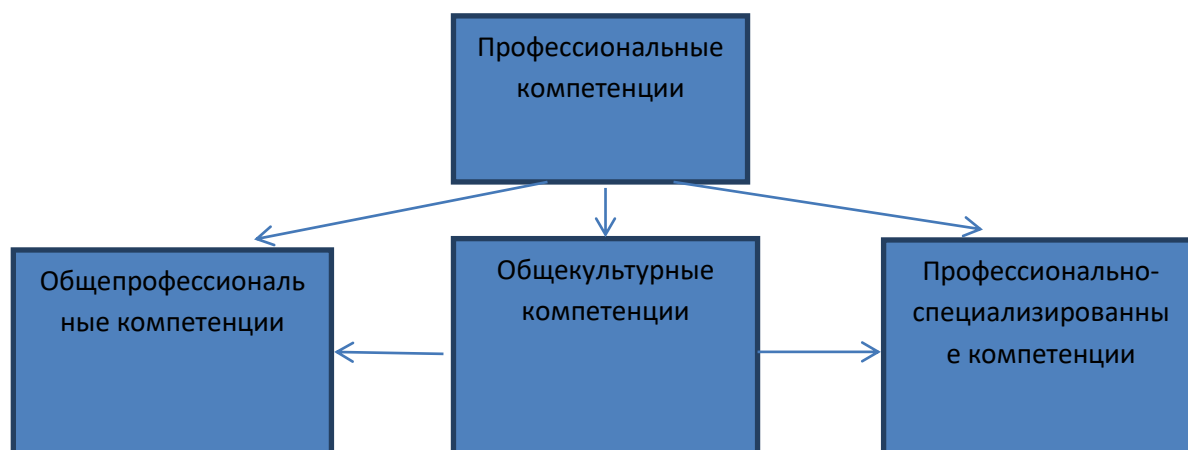 Профессиональные
компетенции
Общепрофессиональ
ные компетенции
Общекультурные
компетенции
Профессионально-
специализированны
е компетенции